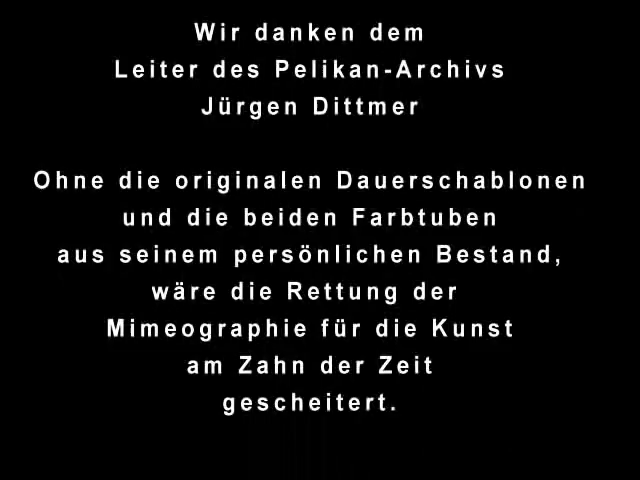 Wir danken dem
Leiter des Pelikan-Archivs
Jürgen Dittmer
Ohne die originalen Dauerschablonen
und die beiden Farbtuben
aus seinem persönlichen Bestand,
wäre die Rettung der
Mimeographie für die Kunst
am Zahn der Zeit
gescheitert.